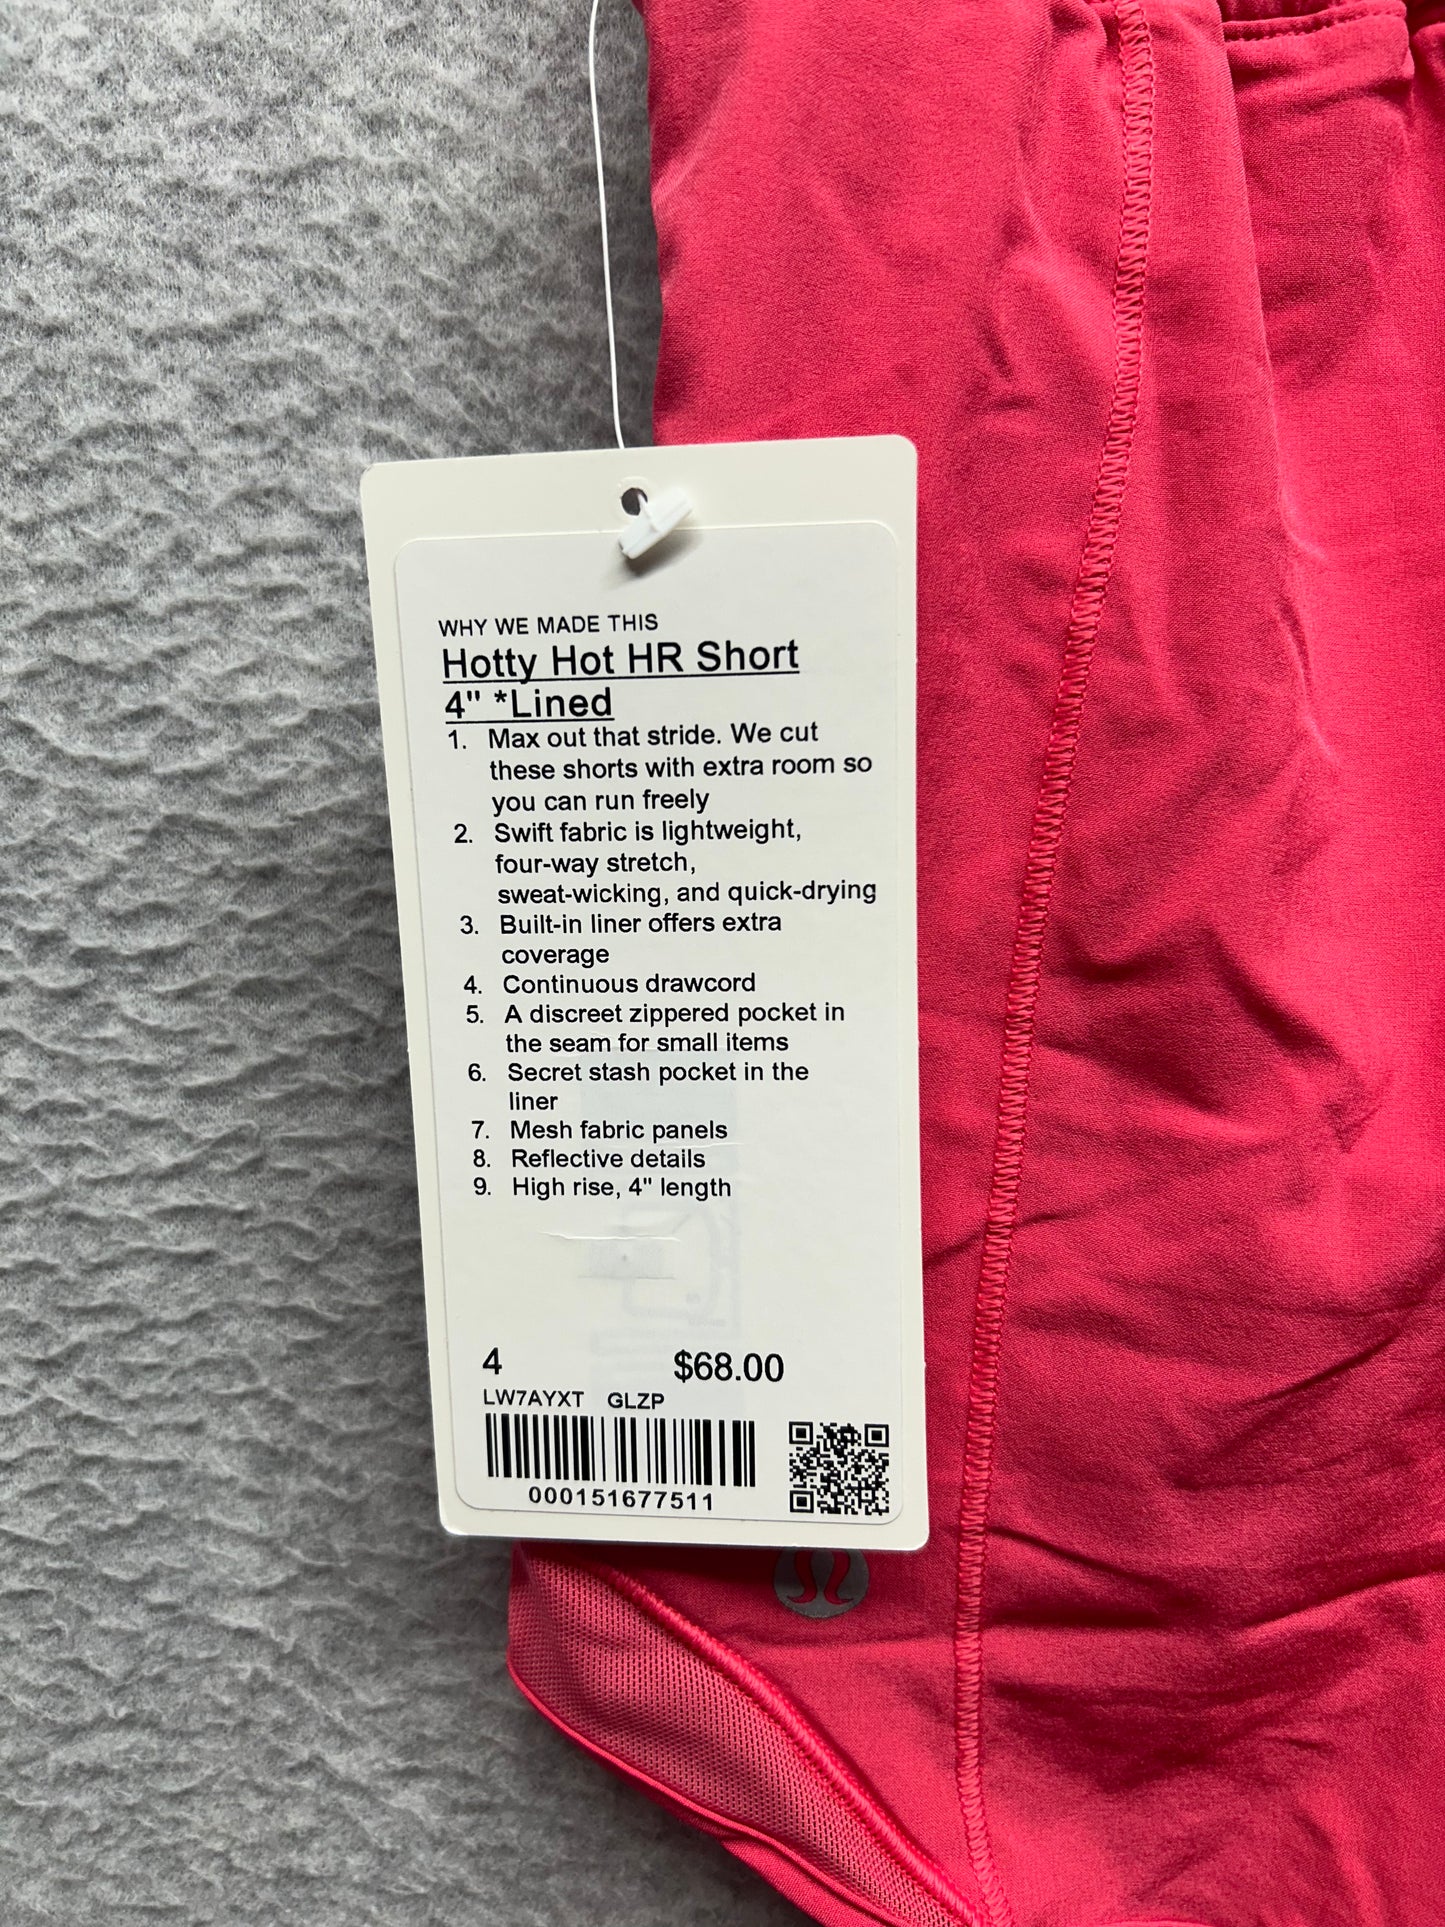 WHY WE MADE THIS
Hotty Hot HR Short
4" *Lined
1. Max out that stride. We cut
these shorts with extra room so
you can run freely
2. Swift fabric is lightweight,
four-way stretch,
sweat-wicking, and quick-drying
3. Built-in liner offers extra
coverage
4. Continuous drawcord
5. A discreet zippered pocket in
the seam for small items
6. Secret stash pocket in the
liner
7. Mesh fabric panels
8. Reflective details
9. High rise, 4" length
4 $68.00
LW7AYXT GLZP
000151677511